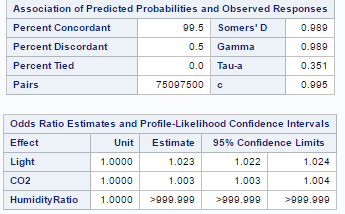 Association of Predicted Probabilities and Observed Responses
Percent Concordant 99.5 Somers' D 0.989
Percent Discordant 0.5 Gamma 0.989
Percent Tied 0.0 Tau-a 0.351
Pairs 75097500 c 0.995
Odds Ratio Estimates and Profile-Likelihood Confidence Intervals
Effect Unit Estimate 95% Confidence Limits
Light 1.0000 1.023 1.022 1.024
CO2 1.0000 1.003 1.003 1.004
HumidityRatio 1.0000 >999.999 >999.999 >999.999